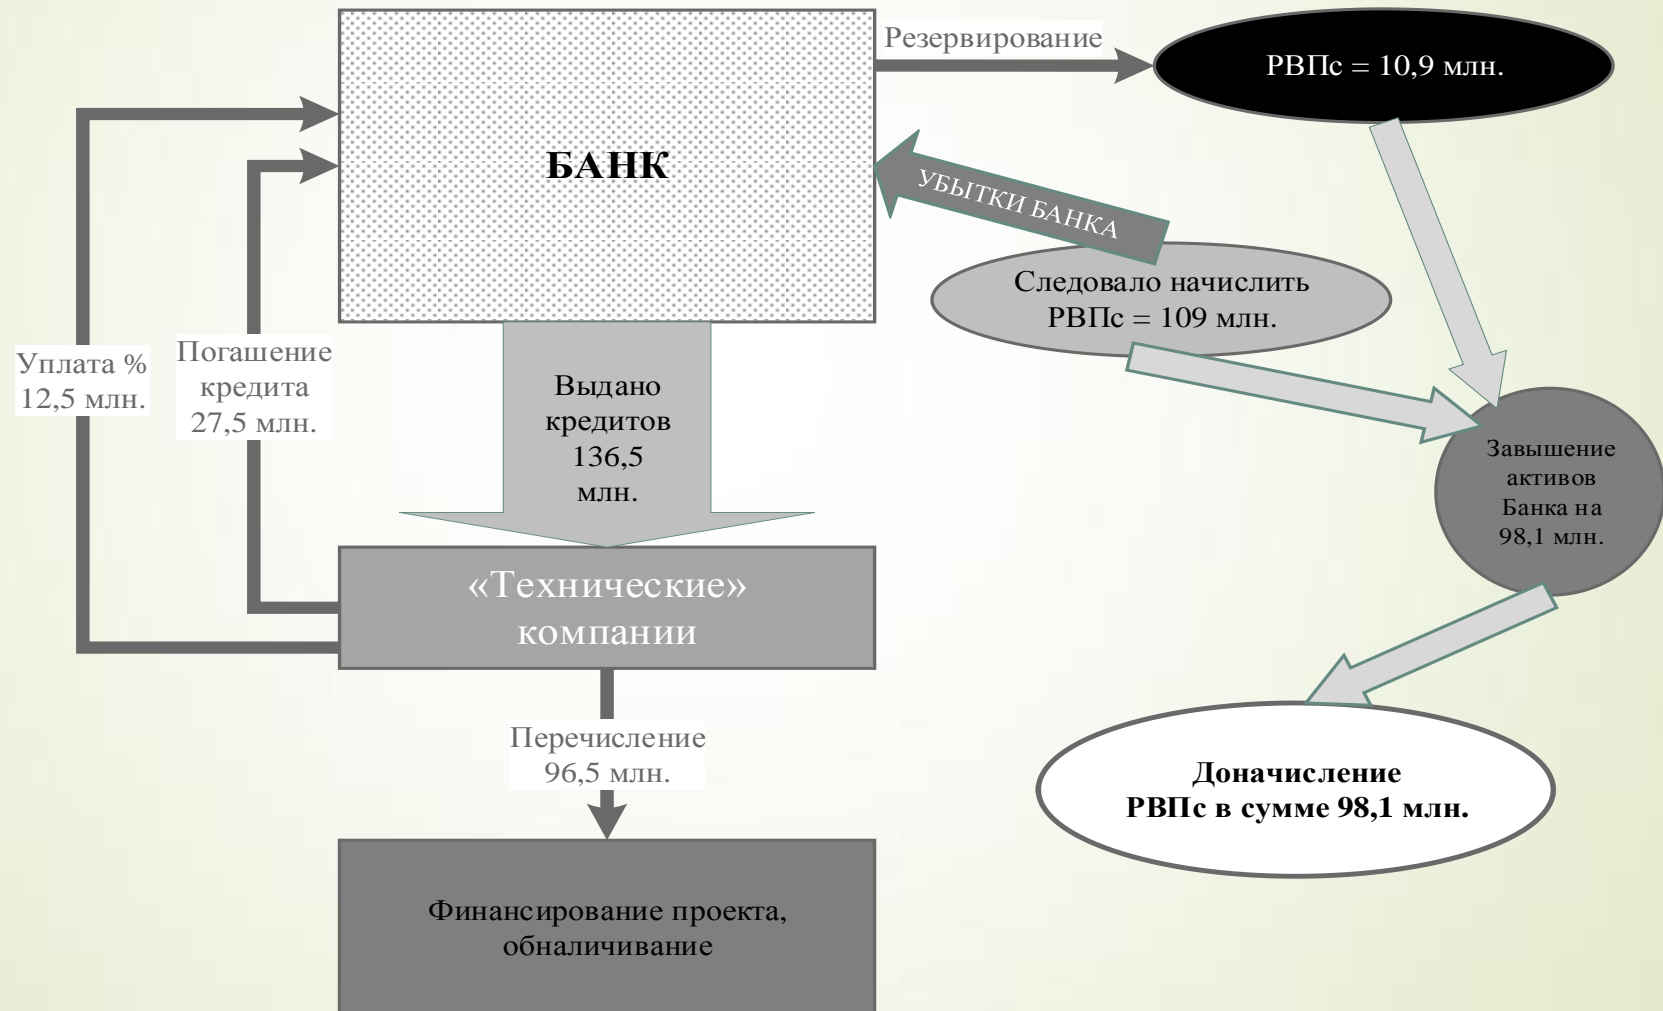 Резервирование
РВПс = 10,9 млн.
БАНК
УБЫТКИ БАНКА
Следовало начислить
РВПс = 109 млн.
Уплата %
12,5 млн.
Погашение
кредита
27,5 млн.
Выдано
кредитов
136,5
млн.
Завышение
активов
Банка на
98,1 млн.
«Технические»
компании
Перечисление
96,5 млн.
Доначисление
РВПс в сумме 98,1 млн.
Финансирование проекта,
обналичивание